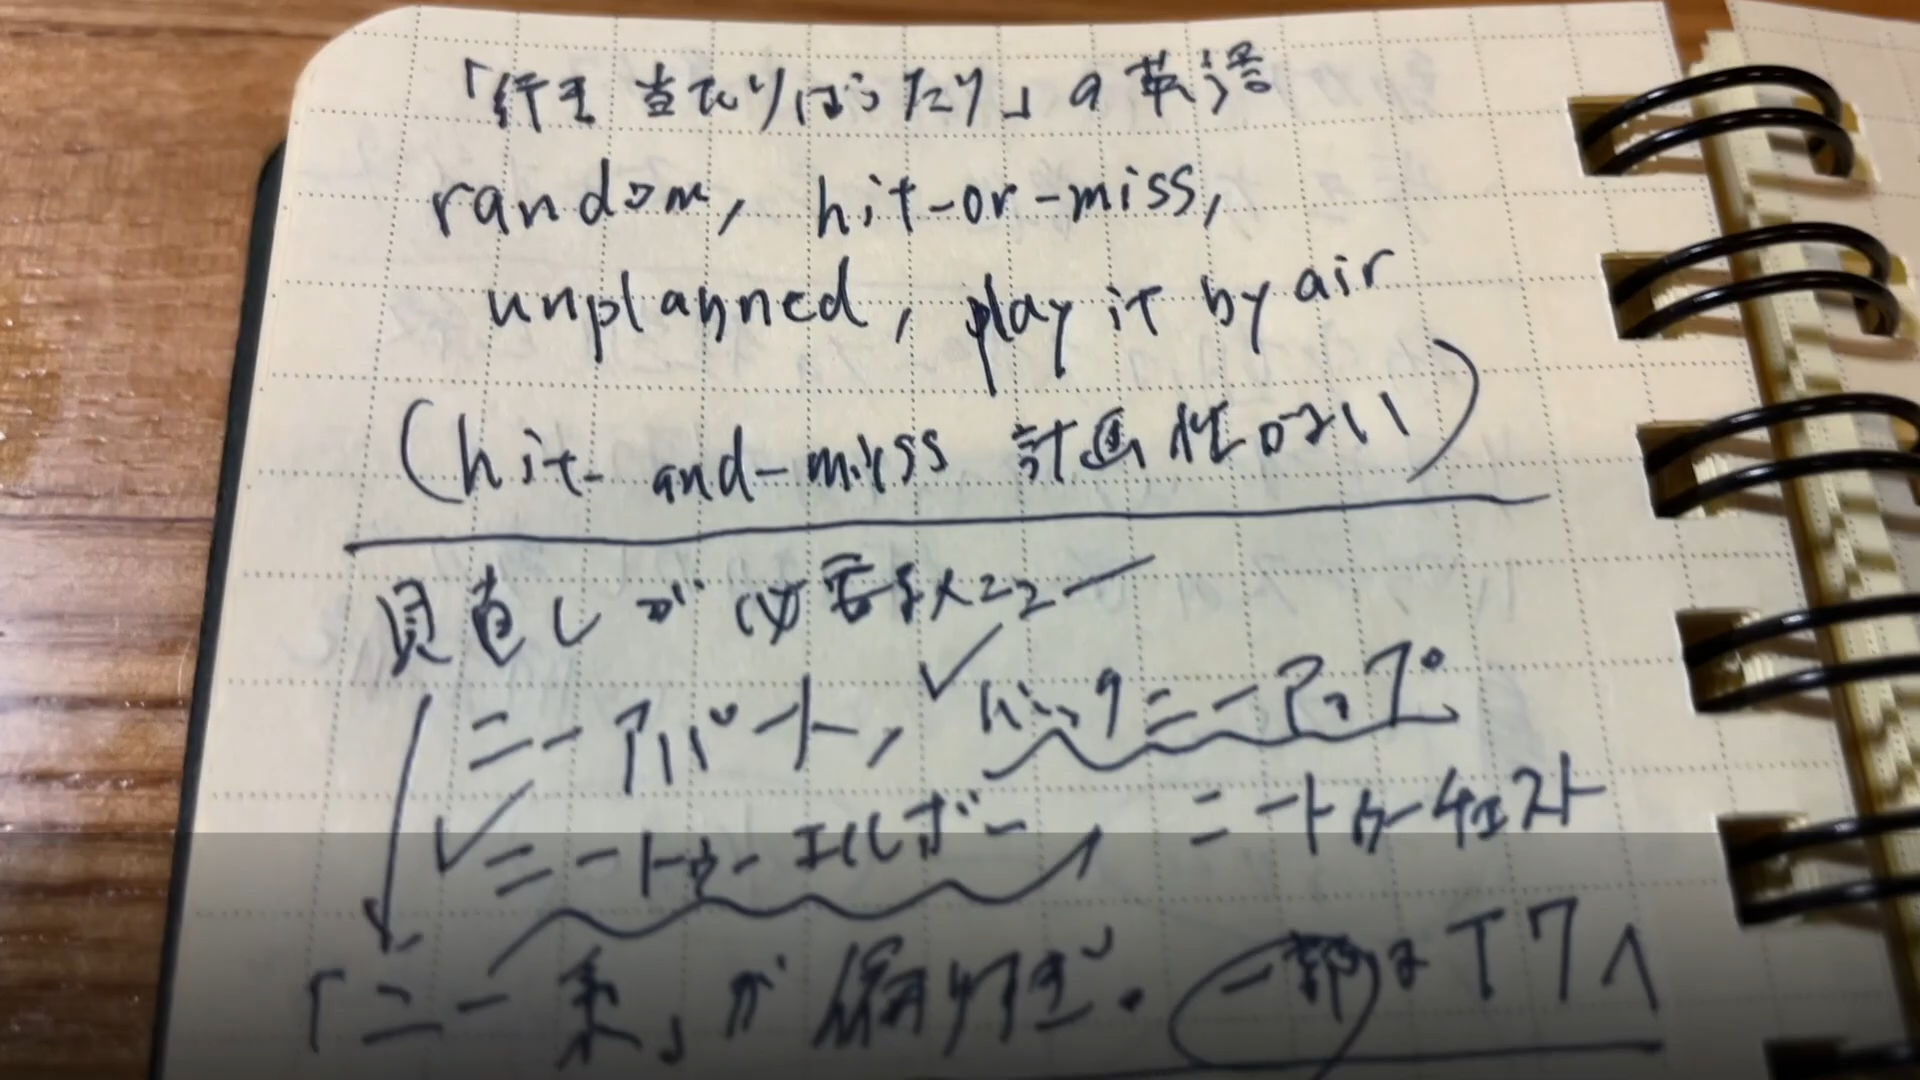 「行き当たりばったり」の英語
random, hit-or-miss,
unplanned, play it by air
(hit-and-miss 計画性のない)
見直しが必要な
ニーアパート, バックニーアップ
ニートゥーエルボー, ニートゥーチェスト
「ニー系」が偏りすぎ。一部は下ワへ